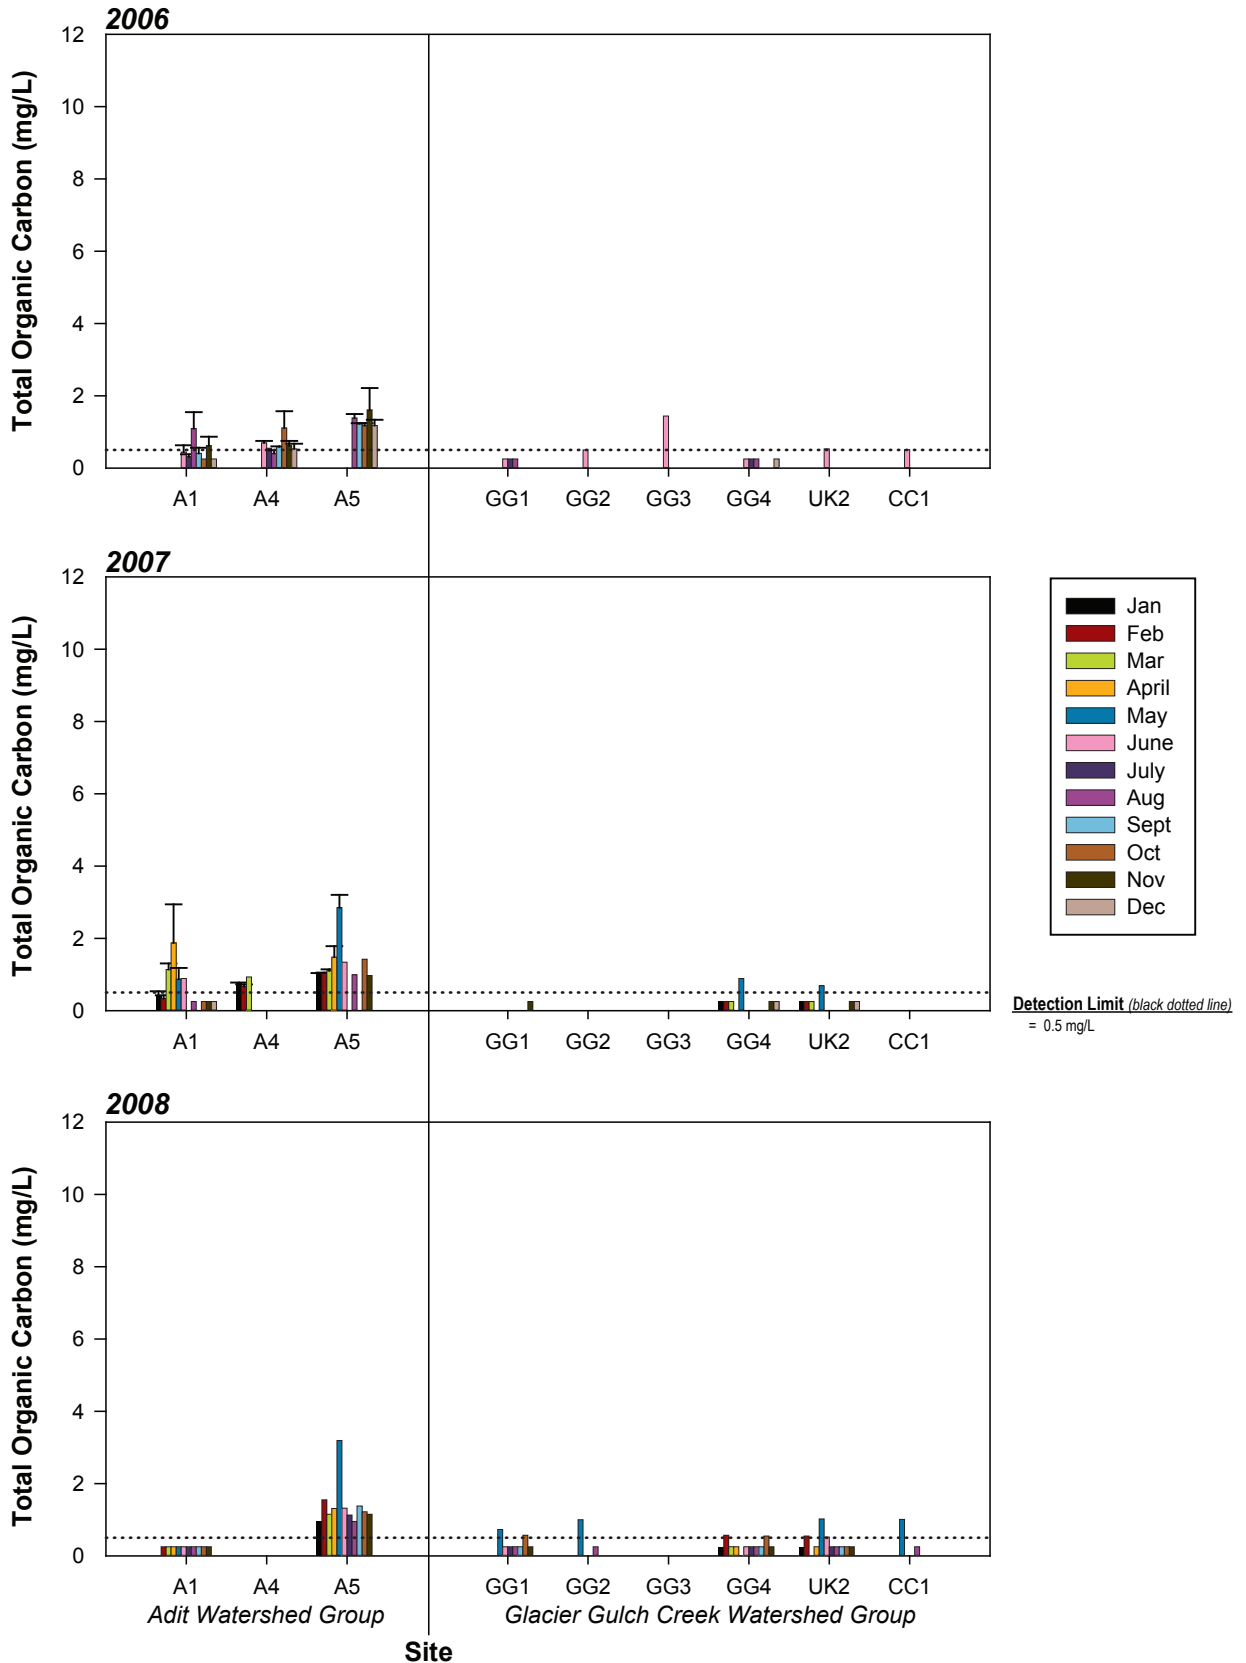 2006
Total Organic Carbon (mg/L)
12
10
8
6
4
2
0
A1 A4 A5 GG1 GG2 GG3 GG4 UK2 CC1
2007
Total Organic Carbon (mg/L)
12
10
8
6
4
2
0
A1 A4 A5 GG1 GG2 GG3 GG4 UK2 CC1
Jan
Feb
Mar
April
May
June
July
Aug
Sept
Oct
Nov
Dec
Detection Limit (black dotted line)
= 0.5 mg/L
2008
Total Organic Carbon (mg/L)
12
10
8
6
4
2
0
A1 A4 A5 GG1 GG2 GG3 GG4 UK2 CC1
Adit Watershed Group Glacier Gulch Creek Watershed Group
Site